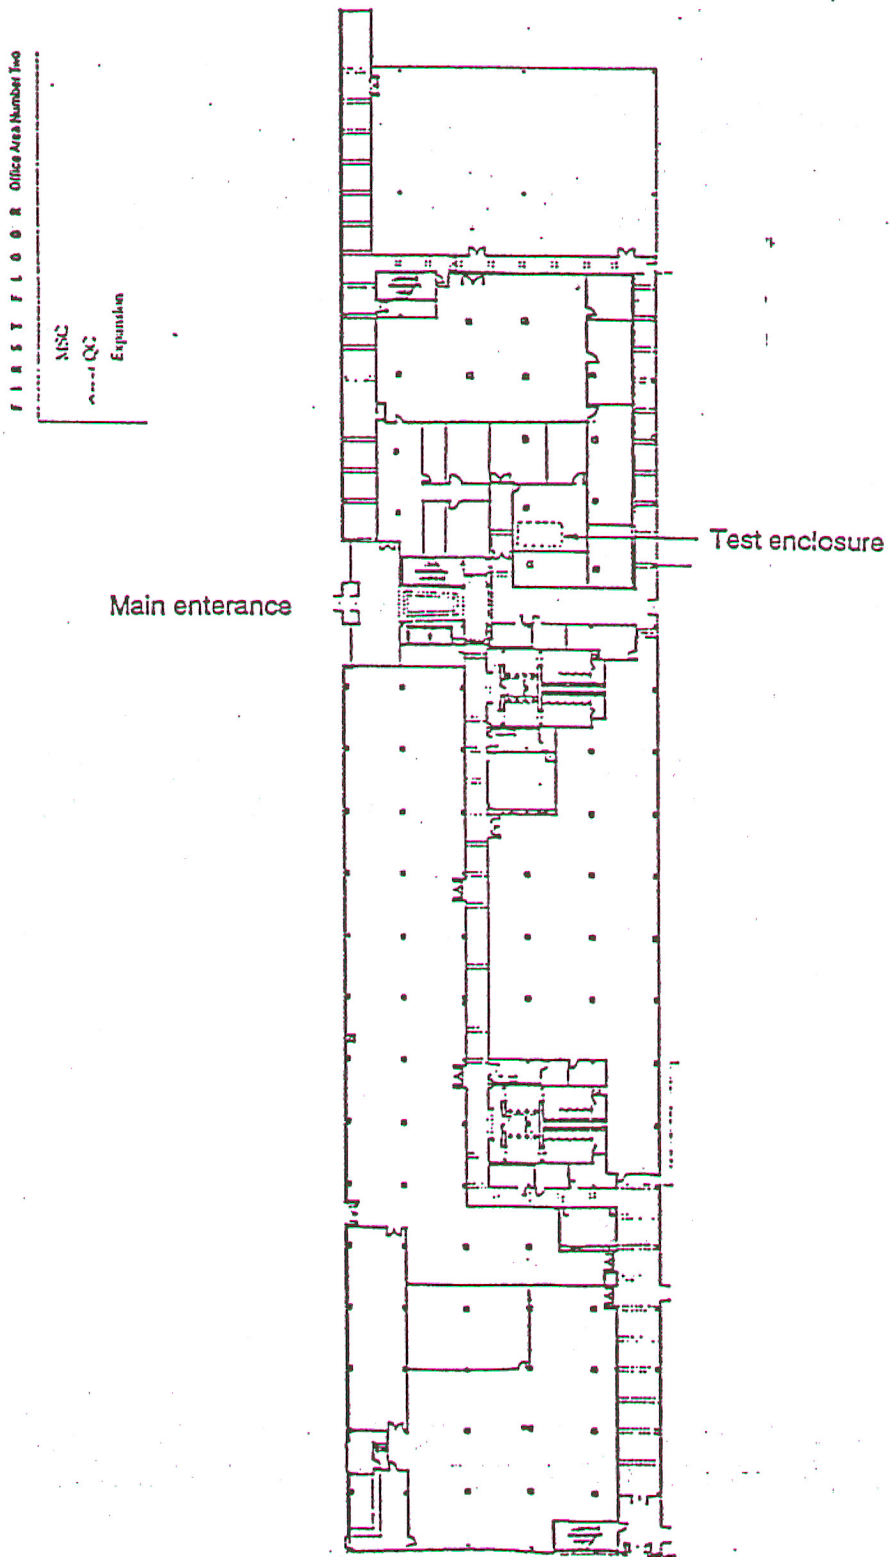 FIRST FLOOR Office Area Number Two
MSC
QC
Expansion
Test enclosure
Main enterance